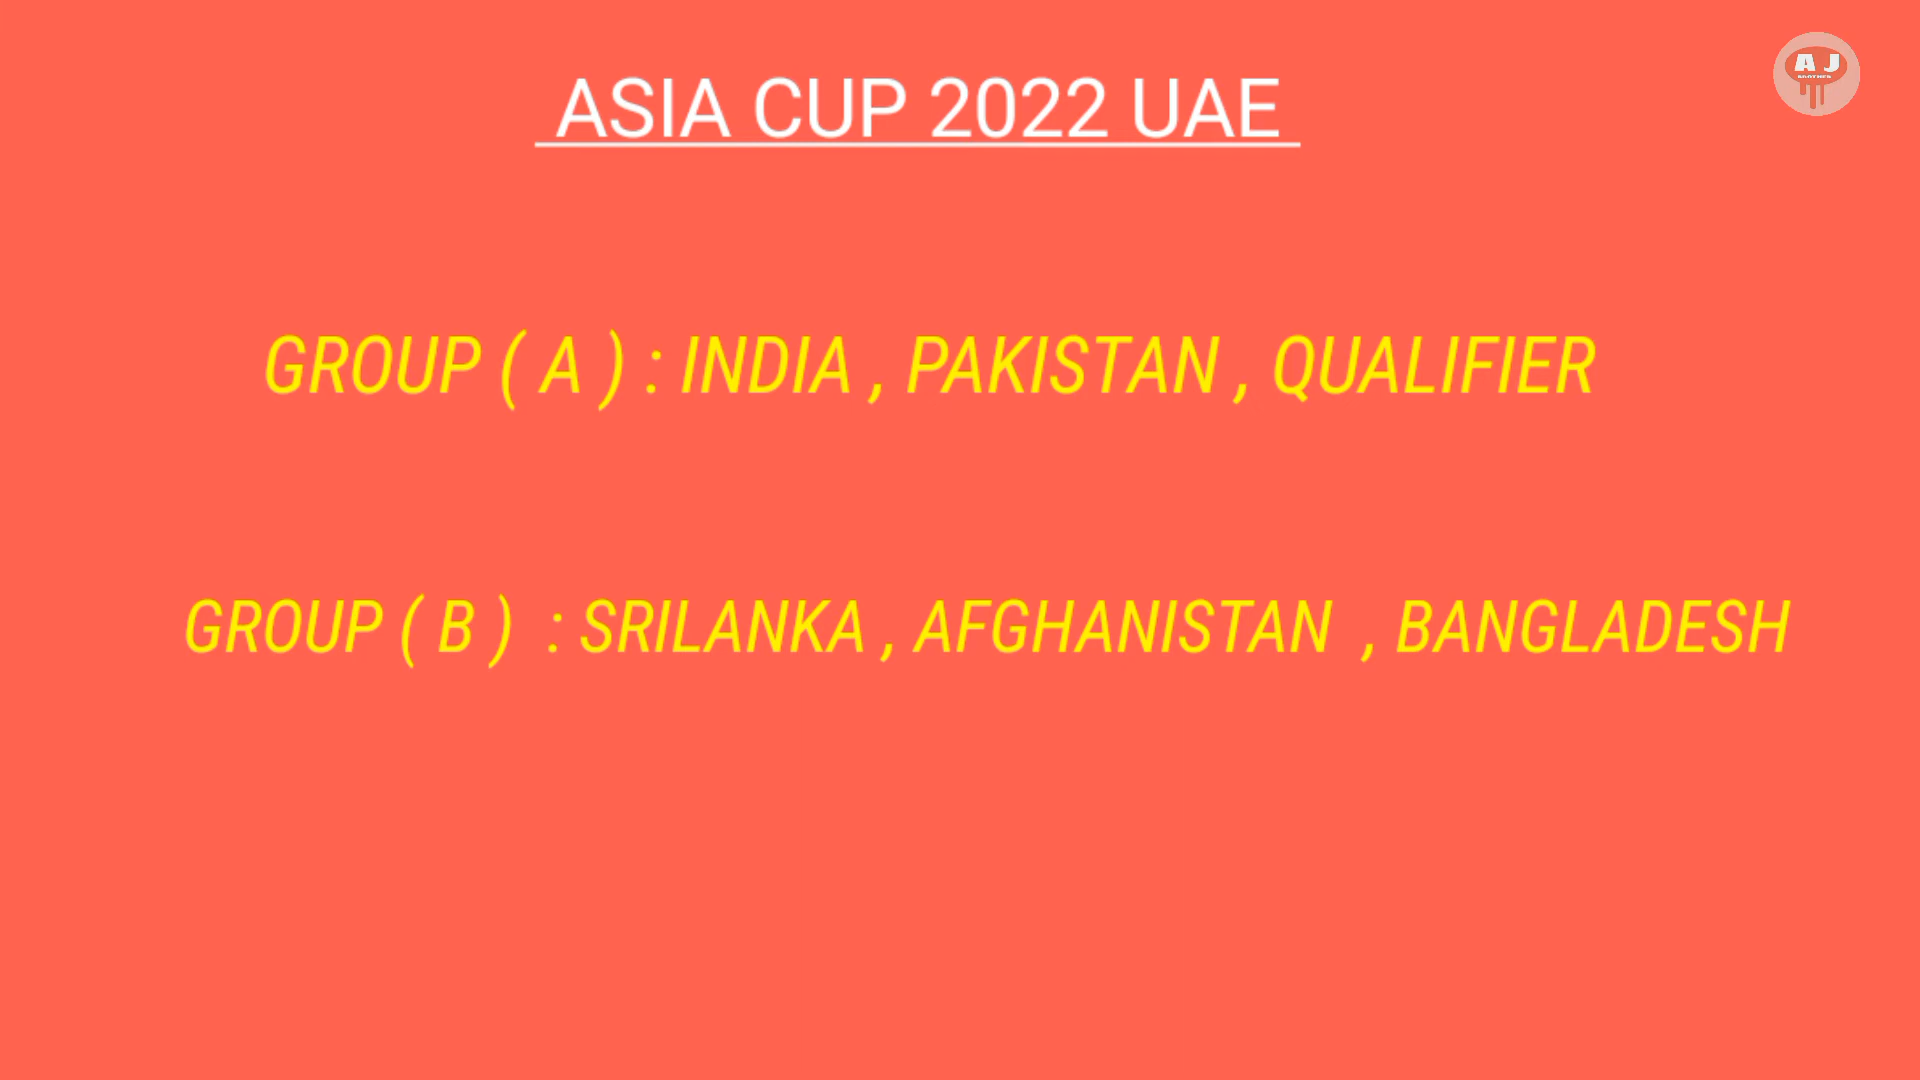 ASIA CUP 2022 UAE
A J
GROUP ( A ) : INDIA , PAKISTAN , QUALIFIER
GROUP ( B ) : SRILANKA , AFGHANISTAN , BANGLADESH